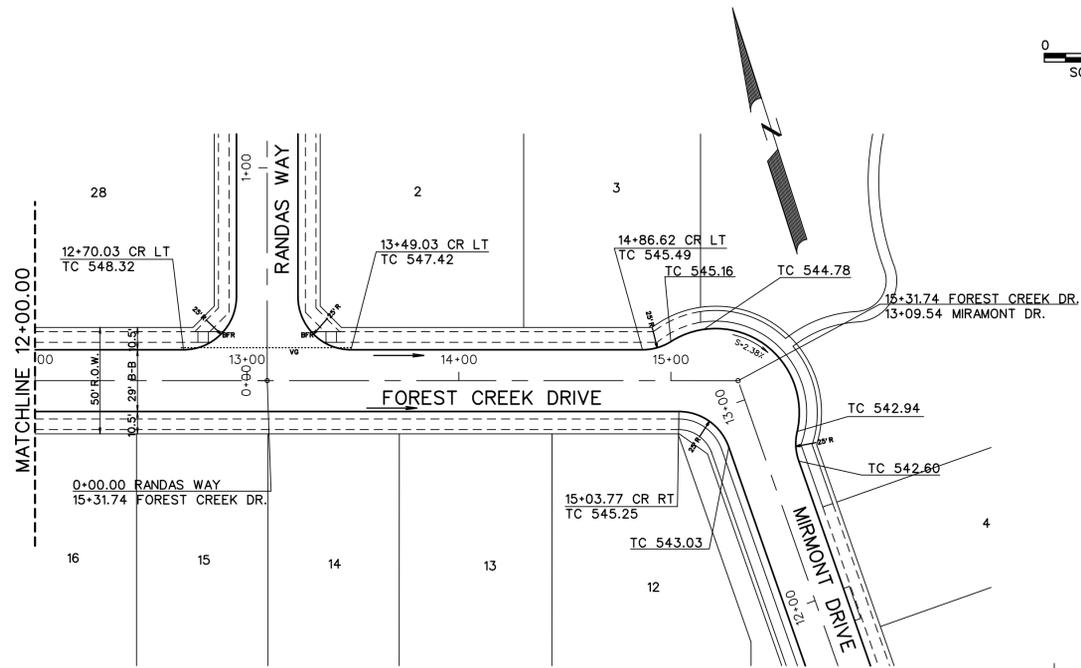 0
N
1+00
RANDAS WAY
28
2
3
12+70.03 CR LT
TC 548.32
13+49.03 CR LT
TC 547.42
14+86.62 CR LT
TC 545.49
TC 545.16
TC 544.78
15+31.74 FOREST CREEK DR.
13+09.54 MIRAMONT DR.
MATCHLINE 12+00.00
25' R
25' R
25' R
BFR
BFR
VG
S=2.38%
13+00
14+00
15+00
0+00
50' R.O.W.
10.5'
29' B-B
10.5'
FOREST CREEK DRIVE
13+00
TC 542.94
25' R
TC 542.60
25' R
0+00.00 RANDAS WAY
15+31.74 FOREST CREEK DR.
15+03.77 CR RT
TC 545.25
TC 543.03
MIRMONT DRIVE
12+00
16
15
14
13
12
4